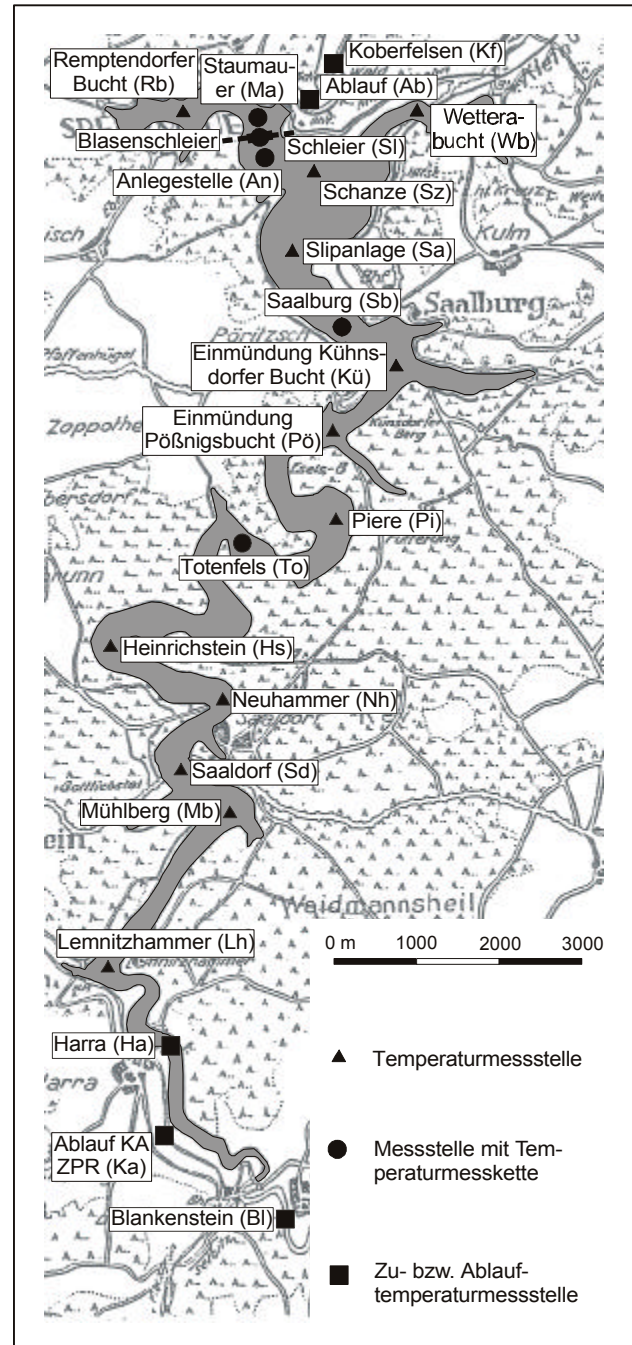 Koberfelsen (Kf)
Remptendorfer
Bucht (Rb)
Staumau-
er (Ma)
Ablauf (Ab)
Wettera-
bucht (Wb)
Blasenschleier
Schleier (Sl)
Anlegestelle (An)
Schanze (Sz)
Kulm
Slipanlage (Sa)
Saalburg (Sb)
Saalburg
Pöritzsch
Einmündung Kühns-
dorfer Bucht (Kü)
Einmündung
Pößnigsbucht (Pö)
Piere (Pi)
Totenfels (To)
Heinrichstein (Hs)
Neuhammer (Nh)
Saaldorf (Sd)
Mühlberg (Mb)
Waidmannsheil
Lemnitzhammer (Lh)
0 m 1000 2000 3000
Harra (Ha)
Temperaturmessstelle
Ablauf KA
ZPR (Ka)
Messstelle mit Tem-
peraturmesskette
Blankenstein (Bl)
Zu- bzw. Ablauf-
temperaturmessstelle